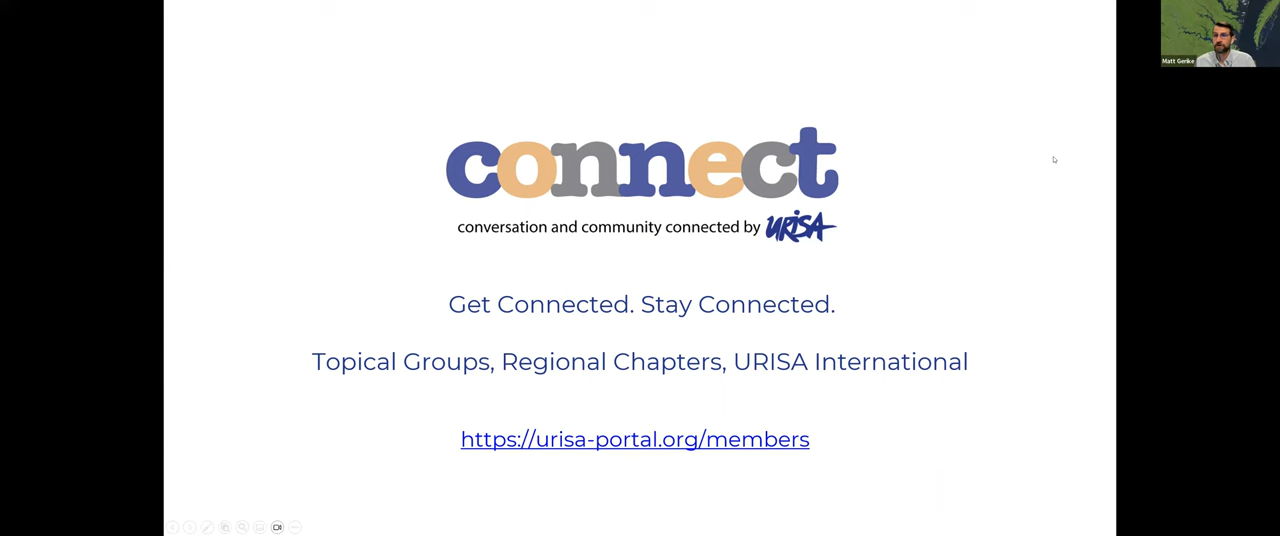 Matt Gerike
connect
conversation and community connected by URISA
Get Connected. Stay Connected.
Topical Groups, Regional Chapters, URISA International
https://urisa-portal.org/members